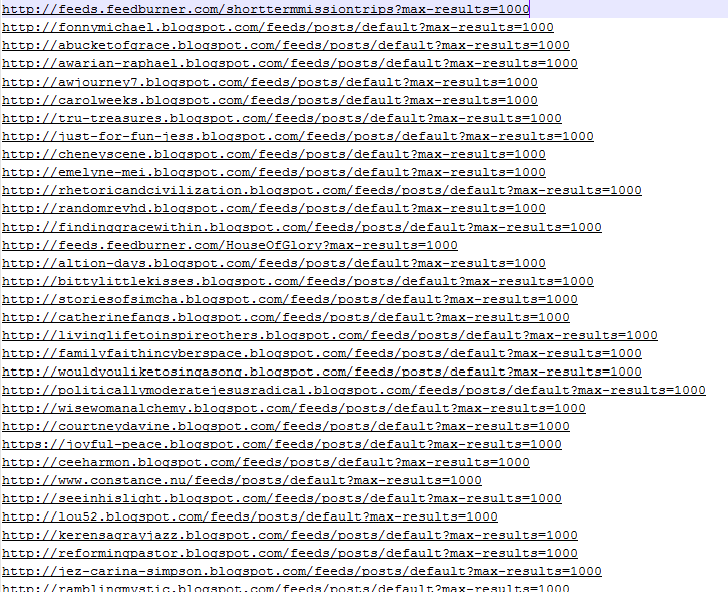 http://feeds.feedburner.com/shorttermmissiontrips?max-results=1000
http://fonnymichael.blogspot.com/feeds/posts/default?max-results=1000
http://abucketofgrace.blogspot.com/feeds/posts/default?max-results=1000
http://awarian-raphael.blogspot.com/feeds/posts/default?max-results=1000
http://awjourney7.blogspot.com/feeds/posts/default?max-results=1000
http://carolweeks.blogspot.com/feeds/posts/default?max-results=1000
http://tru-treasures.blogspot.com/feeds/posts/default?max-results=1000
http://just-for-fun-jess.blogspot.com/feeds/posts/default?max-results=1000
http://cheneyscene.blogspot.com/feeds/posts/default?max-results=1000
http://emelyne-mei.blogspot.com/feeds/posts/default?max-results=1000
http://rhetoricandcivilization.blogspot.com/feeds/posts/default?max-results=1000
http://randomrevhd.blogspot.com/feeds/posts/default?max-results=1000
http://findinggracewithin.blogspot.com/feeds/posts/default?max-results=1000
http://feeds.feedburner.com/HouseOfGlory?max-results=1000
http://altion-days.blogspot.com/feeds/posts/default?max-results=1000
http://bittylittlekisses.blogspot.com/feeds/posts/default?max-results=1000
http://storiesofsimcha.blogspot.com/feeds/posts/default?max-results=1000
http://catherinefangs.blogspot.com/feeds/posts/default?max-results=1000
http://livinglifetoinspireothers.blogspot.com/feeds/posts/default?max-results=1000
http://familyfaithincyberspace.blogspot.com/feeds/posts/default?max-results=1000
http://wouldyouliketosingasong.blogspot.com/feeds/posts/default?max-results=1000
http://politicallymoderatejesusradical.blogspot.com/feeds/posts/default?max-results=1000
http://wisewomanalchemy.blogspot.com/feeds/posts/default?max-results=1000
http://courtneydavine.blogspot.com/feeds/posts/default?max-results=1000
https://joyful-peace.blogspot.com/feeds/posts/default?max-results=1000
http://ceeharmon.blogspot.com/feeds/posts/default?max-results=1000
http://www.constance.nu/feeds/posts/default?max-results=1000
http://seeinhislight.blogspot.com/feeds/posts/default?max-results=1000
http://lou52.blogspot.com/feeds/posts/default?max-results=1000
http://kerensagrayjazz.blogspot.com/feeds/posts/default?max-results=1000
http://reformingpastor.blogspot.com/feeds/posts/default?max-results=1000
http://jez-carina-simpson.blogspot.com/feeds/posts/default?max-results=1000
http://ramblingmystic.blogspot.com/feeds/posts/default?max-results=1000